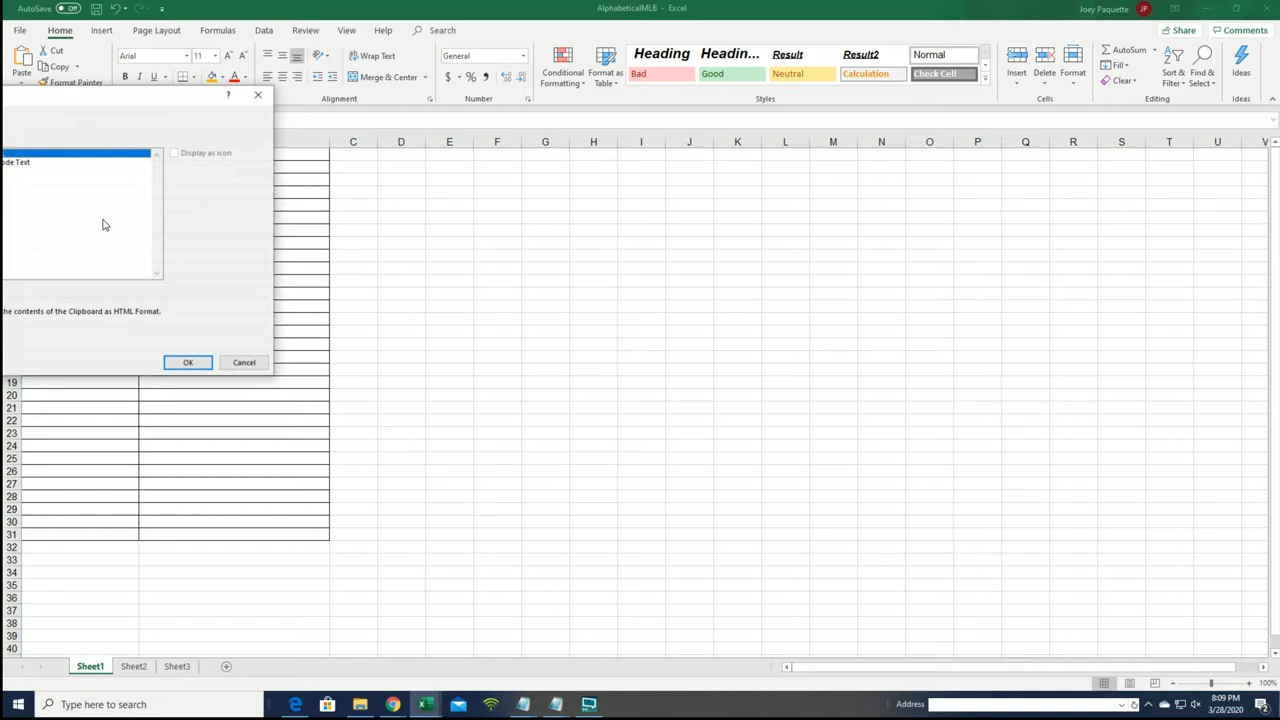 AutoSave Off AlphabeticalMLB - Excel Joey Paquette JP
File Home Insert Page Layout Formulas Data Review View Help Search Share Comments
Paste Cut Copy Format Painter
Arial 11 B I U A
Wrap Text Merge & Center
General $ % ,
Conditional Formatting Format as Table
Heading Headin... Result Result2 Normal
Bad Good Neutral Calculation Check Cell
Insert Delete Format
AutoSum Fill Clear
Sort & Filter Find & Select Ideas
Alignment Number Styles Cells Editing Ideas
?
C D E F G H I J K L M N O P Q R S T U V
Display as icon
ode Text
he contents of the Clipboard as HTML Format.
OK Cancel
19
20
21
22
23
24
25
26
27
28
29
30
31
32
33
34
35
36
37
38
39
40
Sheet1 Sheet2 Sheet3
100%
Type here to search Address 8:09 PM
3/28/2020 2